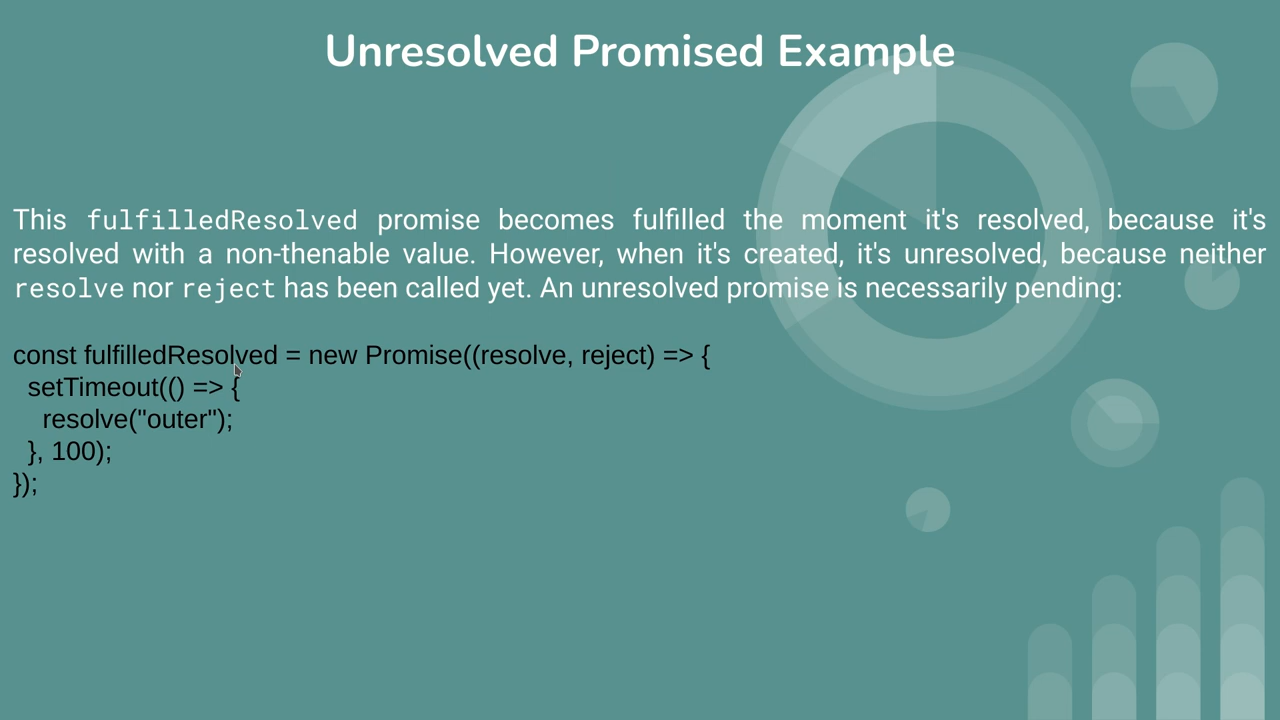 Unresolved Promised Example
This fulfilledResolved promise becomes fulfilled the moment it's resolved, because it's
resolved with a non-thenable value. However, when it's created, it's unresolved, because neither
resolve nor reject has been called yet. An unresolved promise is necessarily pending:
const fulfilledResolved = new Promise((resolve, reject) => {
  setTimeout(() => {
    resolve("outer");
  }, 100);
});